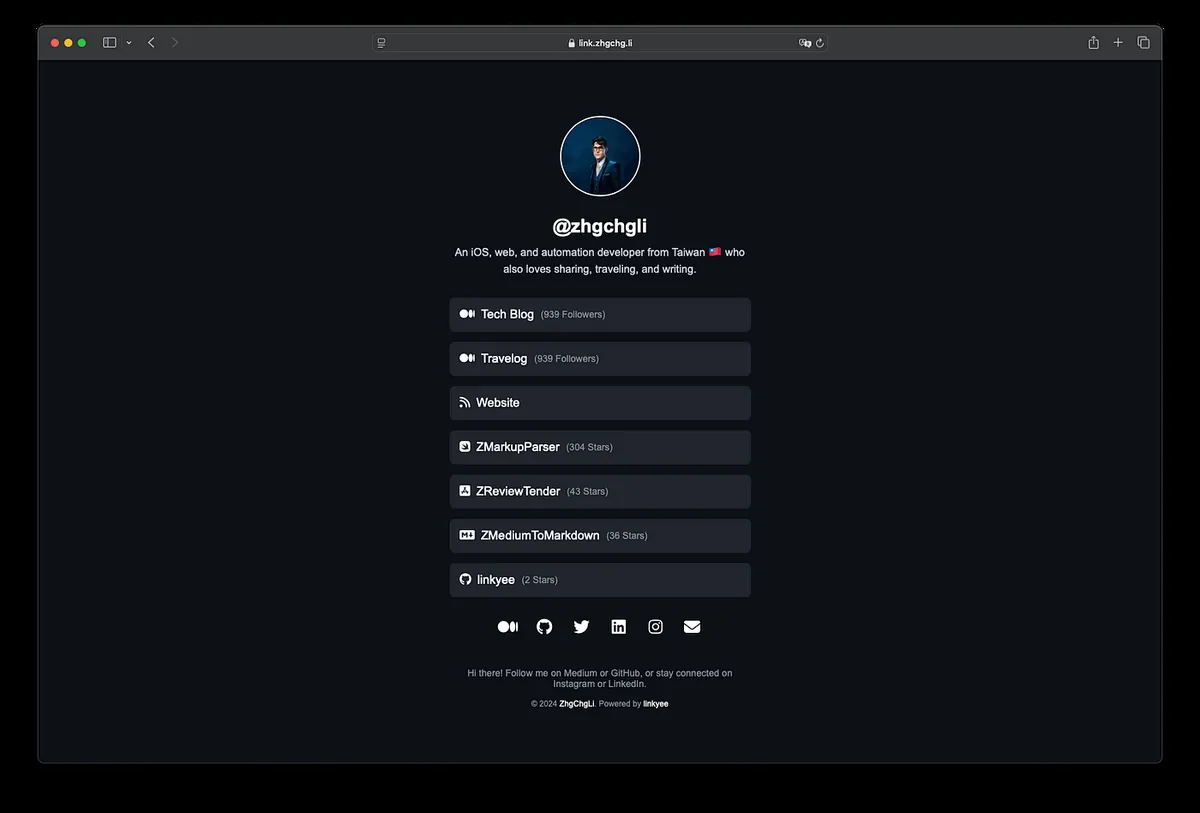 link.zhgchg.li
@zhgchgli
An iOS, web, and automation developer from Taiwan 🇹🇼 who
also loves sharing, traveling, and writing.
Tech Blog (939 Followers)
Travelog (939 Followers)
Website
ZMarkupParser (304 Stars)
ZReviewTender (43 Stars)
ZMediumToMarkdown (36 Stars)
linkyee (2 Stars)
Hi there! Follow me on Medium or GitHub, or stay connected on
Instagram or LinkedIn.
© 2024 ZhgChgLi. Powered by linkyee